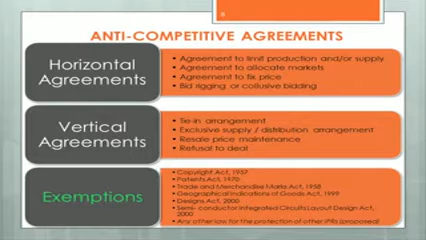 8
ANTI-COMPETITIVE AGREEMENTS
Horizontal
Agreements
• Agreement to limit production and/or supply
• Agreement to allocate markets
• Agreement to fix price
• Bid rigging or collusive bidding
Vertical
Agreements
• Tie-in arrangement
• Exclusive supply / distribution arrangement
• Resale price maintenance
• Refusal to deal
Exemptions
• Copyright Act, 1957
• Patents Act, 1970
• Trade and Merchandise Marks Act, 1958
• Geographical Indications of Goods Act, 1999
• Designs Act, 2000
• Semi- conductor Integrated Circuits Layout Design Act,
2000
• Any other law for the protection of other IPRs (proposed)